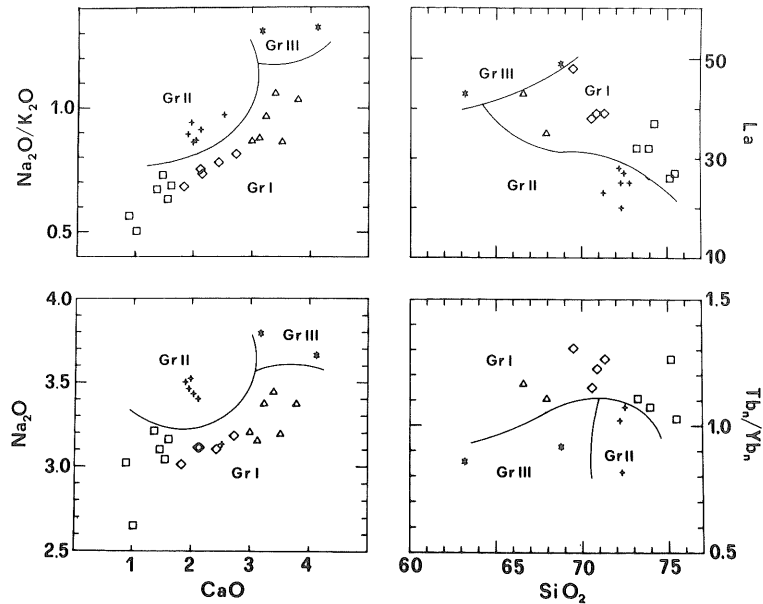 Na₂O/K₂O
1.0
0.5
Gr III
Gr II
Gr I
La
50
30
10
Gr III
Gr I
Gr II
Na₂O
4.0
3.5
3.0
2.5
Gr II
Gr III
Gr I
1 2 3 4
CaO
Tbₙ/Ybₙ
1.5
1.0
0.5
Gr I
Gr III
Gr II
60 65 70 75
SiO₂